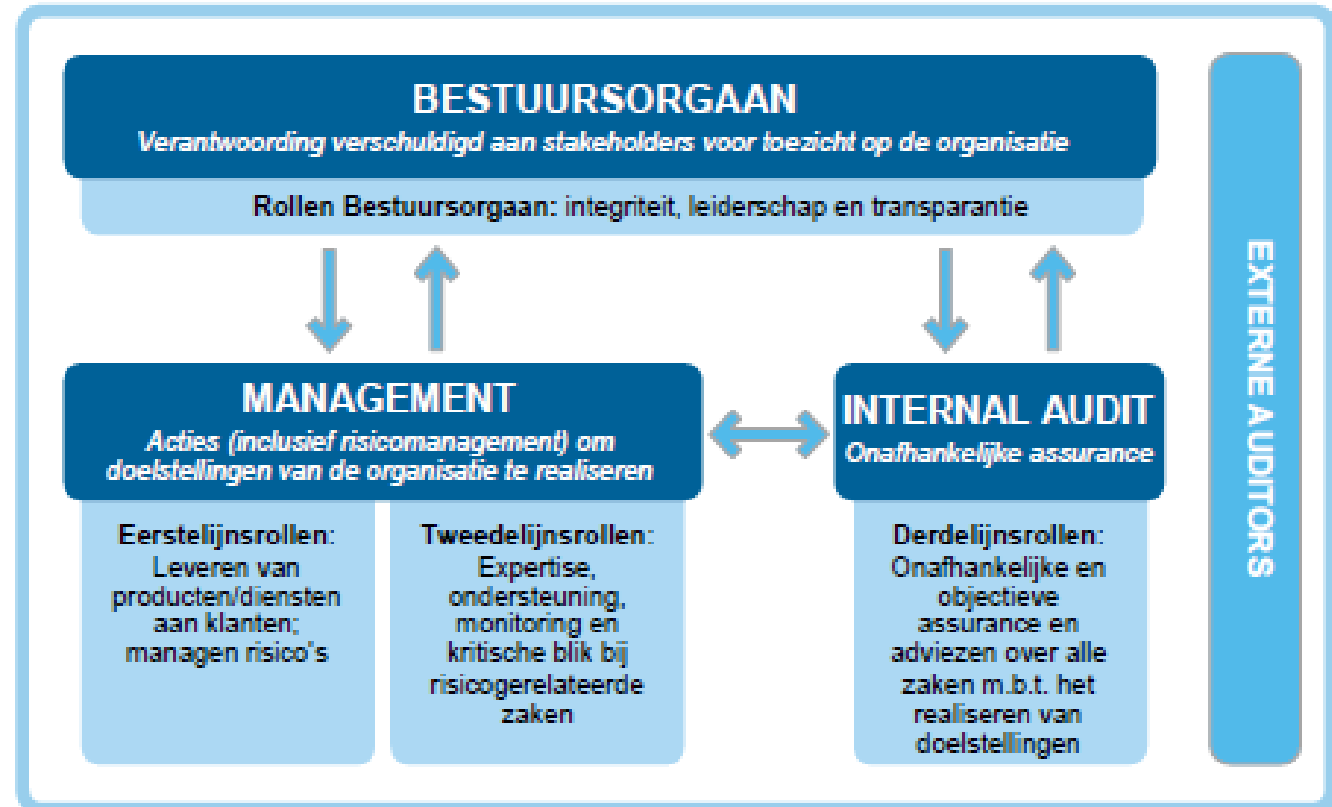 BESTUURSORGAAN
Verantwoording verschuldigd aan stakeholders voor toezicht op de organisatie
Rollen Bestuursorgaan: integriteit, leiderschap en transparantie
MANAGEMENT
Acties (inclusief risicomanagement) om
doelstellingen van de organisatie te realiseren
Eerstelijnsrollen:
Leveren van
producten/diensten
aan klanten;
managen risico's
Tweedelijnsrollen:
Expertise,
ondersteuning,
monitoring en
kritische blik bij
risicogerelateerde
zaken
INTERNAL AUDIT
Onafhankelijke assurance
Derdelijnsrollen:
Onafhankelijke en
objectieve
assurance en
adviezen over alle
zaken m.b.t. het
realiseren van
doelstellingen
EXTERNE AUDITORS